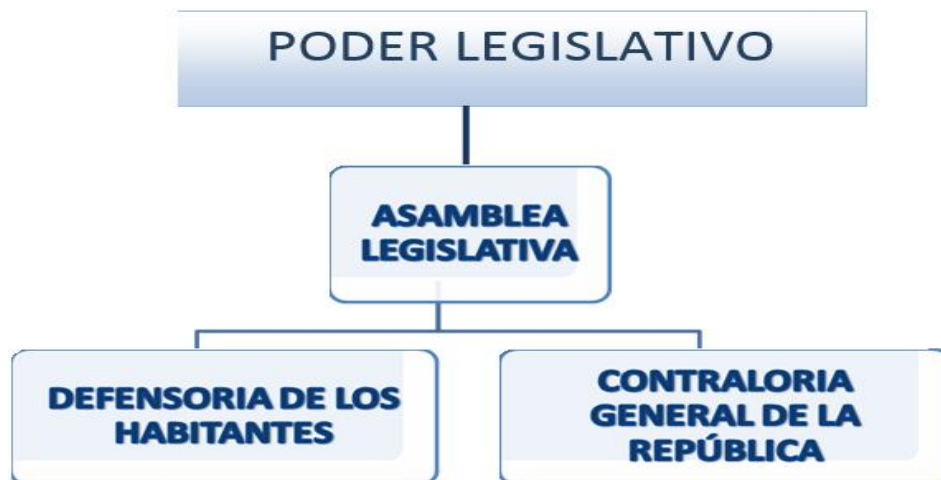 PODER LEGISLATIVO
ASAMBLEA
LEGISLATIVA
DEFENSORIA DE LOS
HABITANTES
CONTRALORIA
GENERAL DE LA
REPÚBLICA